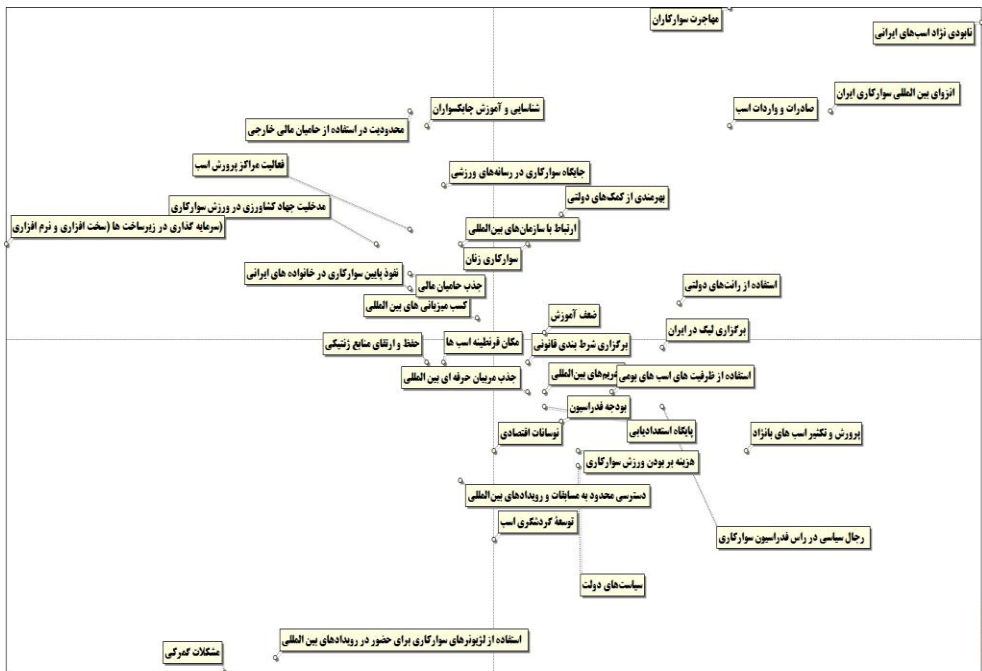 مهاجرت سوارکاران
نابودی نژاد اسب‌های ایرانی
انزوای بین المللی سوارکاری ایران
صادرات و واردات اسب
شناسایی و آموزش چابکسواران
محدودیت در استفاده از حامیان مالی خارجی
فعالیت مراکز پرورش اسب
جایگاه سوارکاری در رسانه‌های ورزشی
بهره‌مندی از کمک‌های دولتی
مدخلیت جهاد کشاورزی در ورزش سوارکاری
سرمایه گذاری در زیرساخت ها (سخت افزاری و نرم افزاری)
ارتباط با سازمان‌های بین‌المللی
سوارکاری زنان
نفوذ پایین سوارکاری در خانواده های ایرانی
جذب حامیان مالی
استفاده از رانت‌های دولتی
کسب میزبانی های بین المللی
ضعف آموزش
برگزاری لیگ در ایران
برگزاری شرط بندی قانونی
مکان قرنطینه اسب ها
حفظ و ارتقای منابع ژنتیکی
جذب مربیان حرفه ای بین المللی
بین‌المللی
استفاده از ظرفیت های اسب های بومی
بودجه فدراسیون
پایگاه استعدادیابی
نوسانات اقتصادی
پرورش و تکثیر اسب های بانژاد
هزینه بر بودن ورزش سوارکاری
دسترسی محدود به مسابقات و رویدادهای بین‌المللی
توسعهٔ گردشگری اسب
رجال سیاسی در راس فدراسیون سوارکاری
سیاست‌های دولت
استفاده از لژیونرهای سوارکاری برای حضور در رویدادهای بین المللی
مشکلات گمرکی